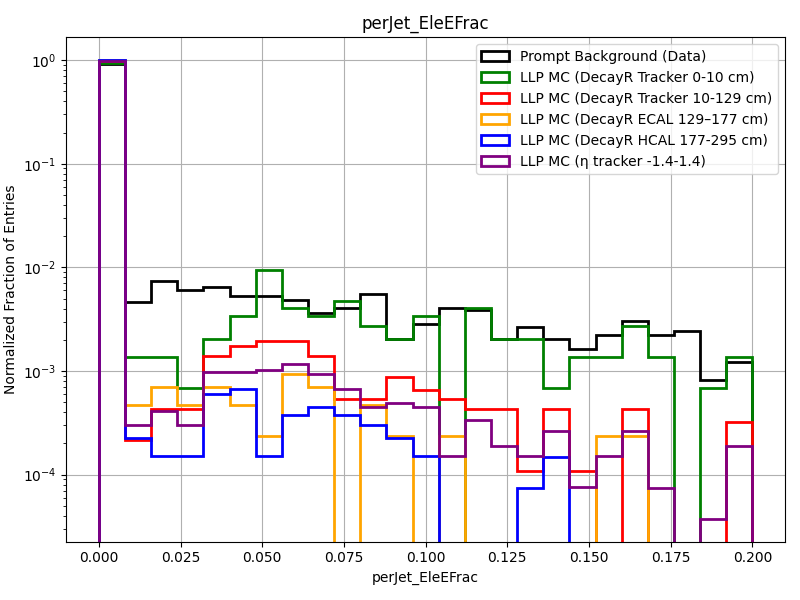 perJet_EleEFrac
Normalized Fraction of Entries
10⁰
10⁻¹
10⁻²
10⁻³
10⁻⁴
Prompt Background (Data)
LLP MC (DecayR Tracker 0-10 cm)
LLP MC (DecayR Tracker 10-129 cm)
LLP MC (DecayR ECAL 129–177 cm)
LLP MC (DecayR HCAL 177-295 cm)
LLP MC (η tracker -1.4-1.4)
0.000 0.025 0.050 0.075 0.100 0.125 0.150 0.175 0.200
perJet_EleEFrac